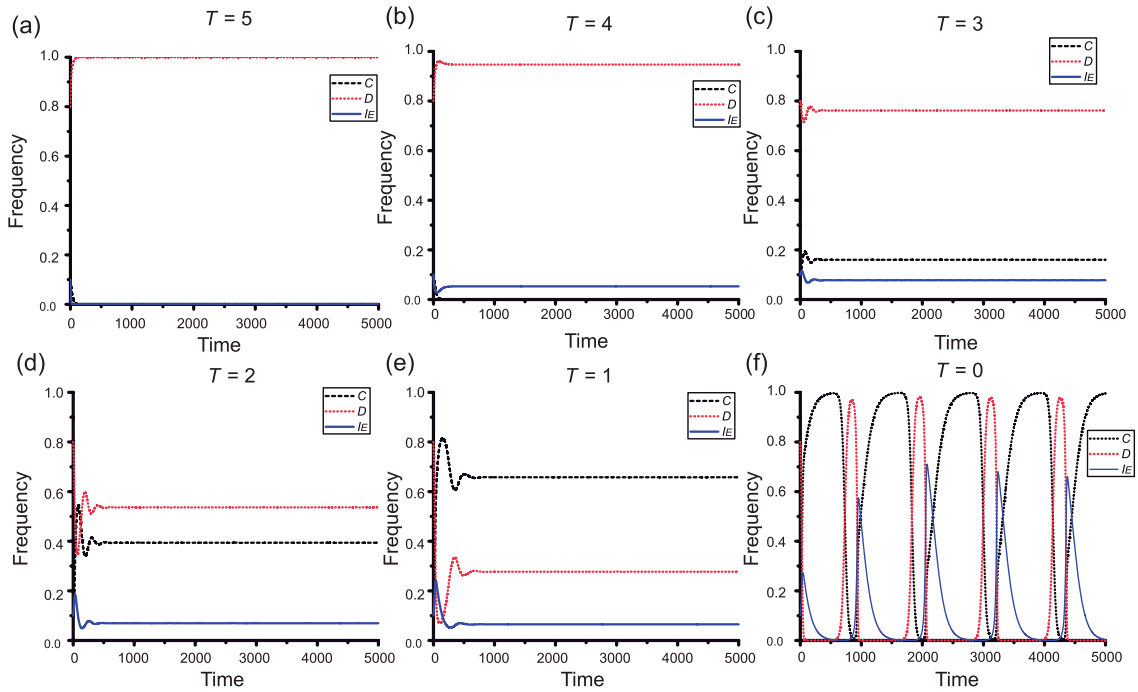 (a)
T = 5
1.0
0.8
0.6
0.4
0.2
0.0
Frequency
C
D
IE
0
1000
2000
3000
4000
5000
Time
(b)
T = 4
1.0
0.8
0.6
0.4
0.2
0.0
Frequency
C
D
IE
0
1000
2000
3000
4000
5000
Time
(c)
T = 3
1.0
0.8
0.6
0.4
0.2
0.0
Frequency
C
D
IE
0
1000
2000
3000
4000
5000
Time
(d)
T = 2
1.0
0.8
0.6
0.4
0.2
0.0
Frequency
C
D
IE
0
1000
2000
3000
4000
5000
Time
(e)
T = 1
1.0
0.8
0.6
0.4
0.2
0.0
Frequency
C
D
IE
0
1000
2000
3000
4000
5000
Time
(f)
T = 0
1.0
0.8
0.6
0.4
0.2
0.0
Frequency
C
D
IE
0
1000
2000
3000
4000
5000
Time